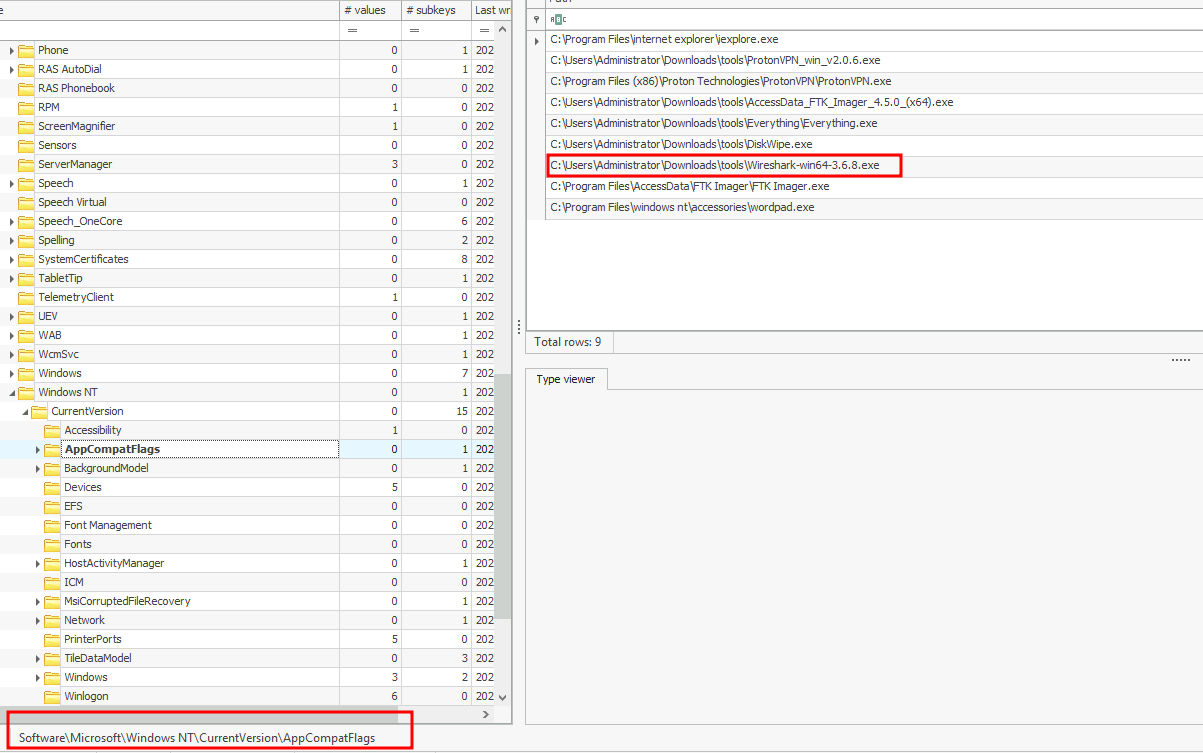 e # values # subkeys Last wri
= = =
Phone 0 1 202
RAS AutoDial 0 1 202
RAS Phonebook 0 0 202
RPM 1 0 202
ScreenMagnifier 1 0 202
Sensors 0 0 202
ServerManager 3 0 202
Speech 0 1 202
Speech Virtual 0 0 202
Speech_OneCore 0 6 202
Spelling 0 2 202
SystemCertificates 0 8 202
TabletTip 0 1 202
TelemetryClient 1 0 202
UEV 0 1 202
WAB 0 1 202
WcmSvc 0 1 202
Windows 0 7 202
Windows NT 0 1 202
CurrentVersion 0 15 202
Accessibility 1 0 202
AppCompatFlags 0 1 202
BackgroundModel 0 1 202
Devices 5 0 202
EFS 0 0 202
Font Management 0 0 202
Fonts 0 0 202
HostActivityManager 0 1 202
ICM 0 0 202
MsiCorruptedFileRecovery 0 1 202
Network 0 1 202
PrinterPorts 5 0 202
TileDataModel 0 3 202
Windows 3 2 202
Winlogon 6 0 202
Software\Microsoft\Windows NT\CurrentVersion\AppCompatFlags
C:\Program Files\internet explorer\iexplore.exe
C:\Users\Administrator\Downloads\tools\ProtonVPN_win_v2.0.6.exe
C:\Program Files (x86)\Proton Technologies\ProtonVPN\ProtonVPN.exe
C:\Users\Administrator\Downloads\tools\AccessData_FTK_Imager_4.5.0_(x64).exe
C:\Users\Administrator\Downloads\tools\Everything\Everything.exe
C:\Users\Administrator\Downloads\tools\DiskWipe.exe
C:\Users\Administrator\Downloads\tools\Wireshark-win64-3.6.8.exe
C:\Program Files\AccessData\FTK Imager\FTK Imager.exe
C:\Program Files\windows nt\accessories\wordpad.exe
Total rows: 9
Type viewer